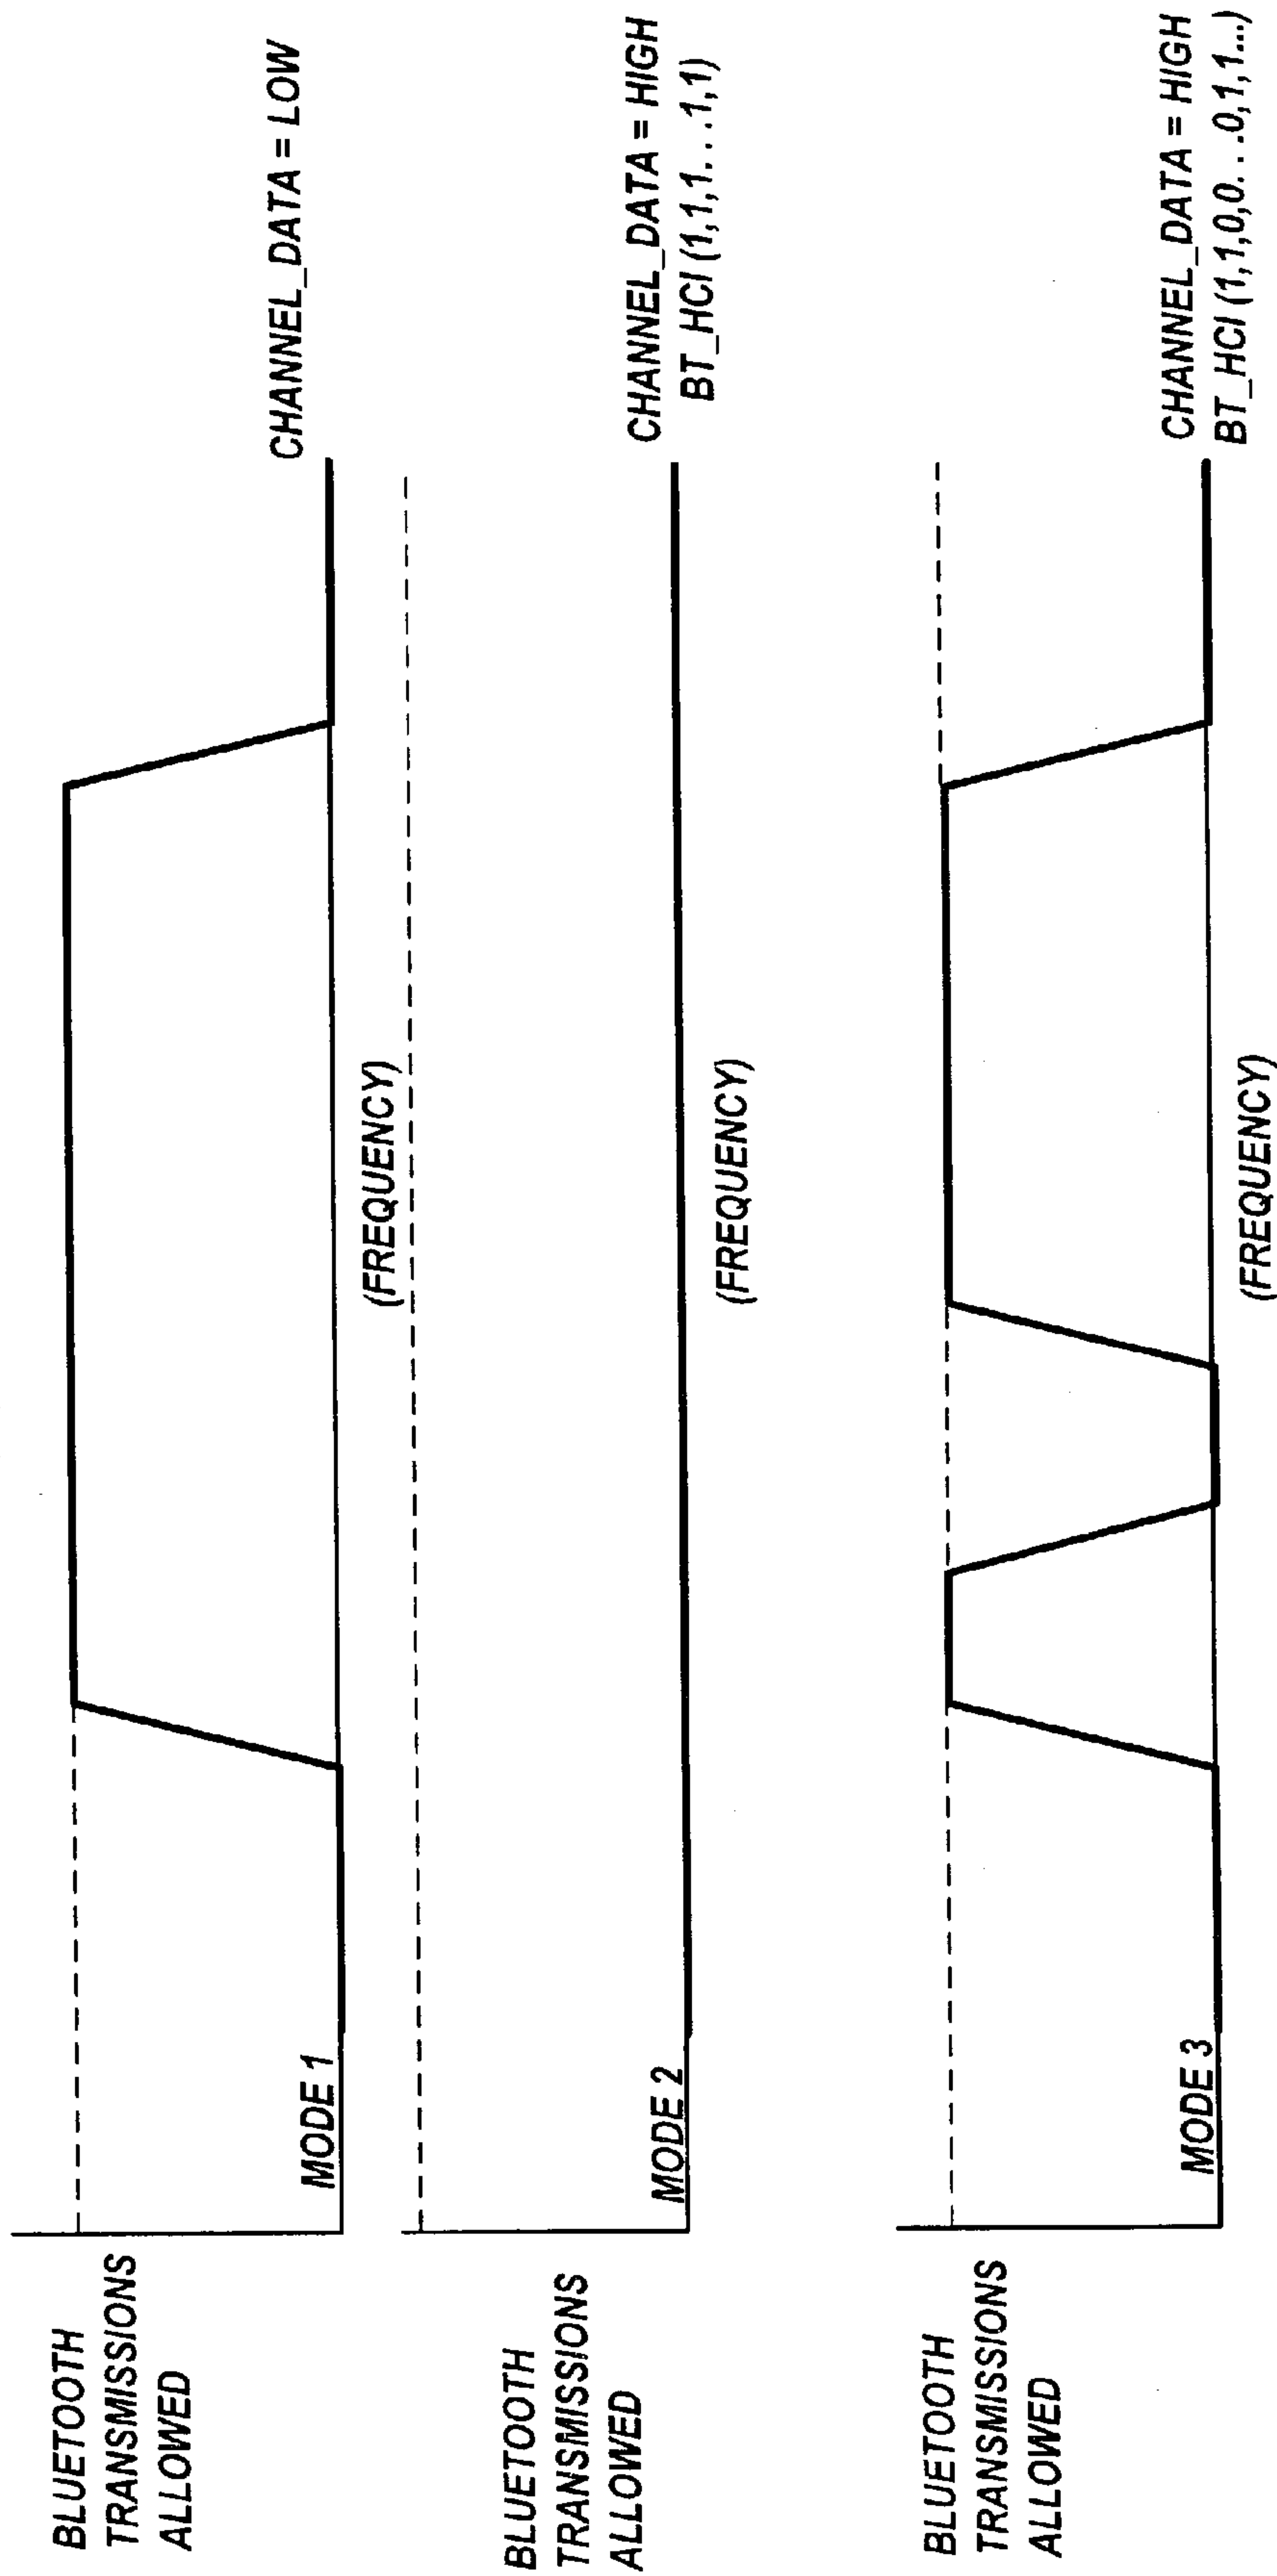 BLUETOOTH
TRANSMISSIONS
ALLOWED
MODE 1
(FREQUENCY)
CHANNEL_DATA = LOW
BLUETOOTH
TRANSMISSIONS
ALLOWED
MODE 2
(FREQUENCY)
CHANNEL_DATA = HIGH
BT_HCI (1,1,1...1,1)
BLUETOOTH
TRANSMISSIONS
ALLOWED
MODE 3
(FREQUENCY)
CHANNEL_DATA = HIGH
BT_HCI (1,1,0,0...0,1,1...)